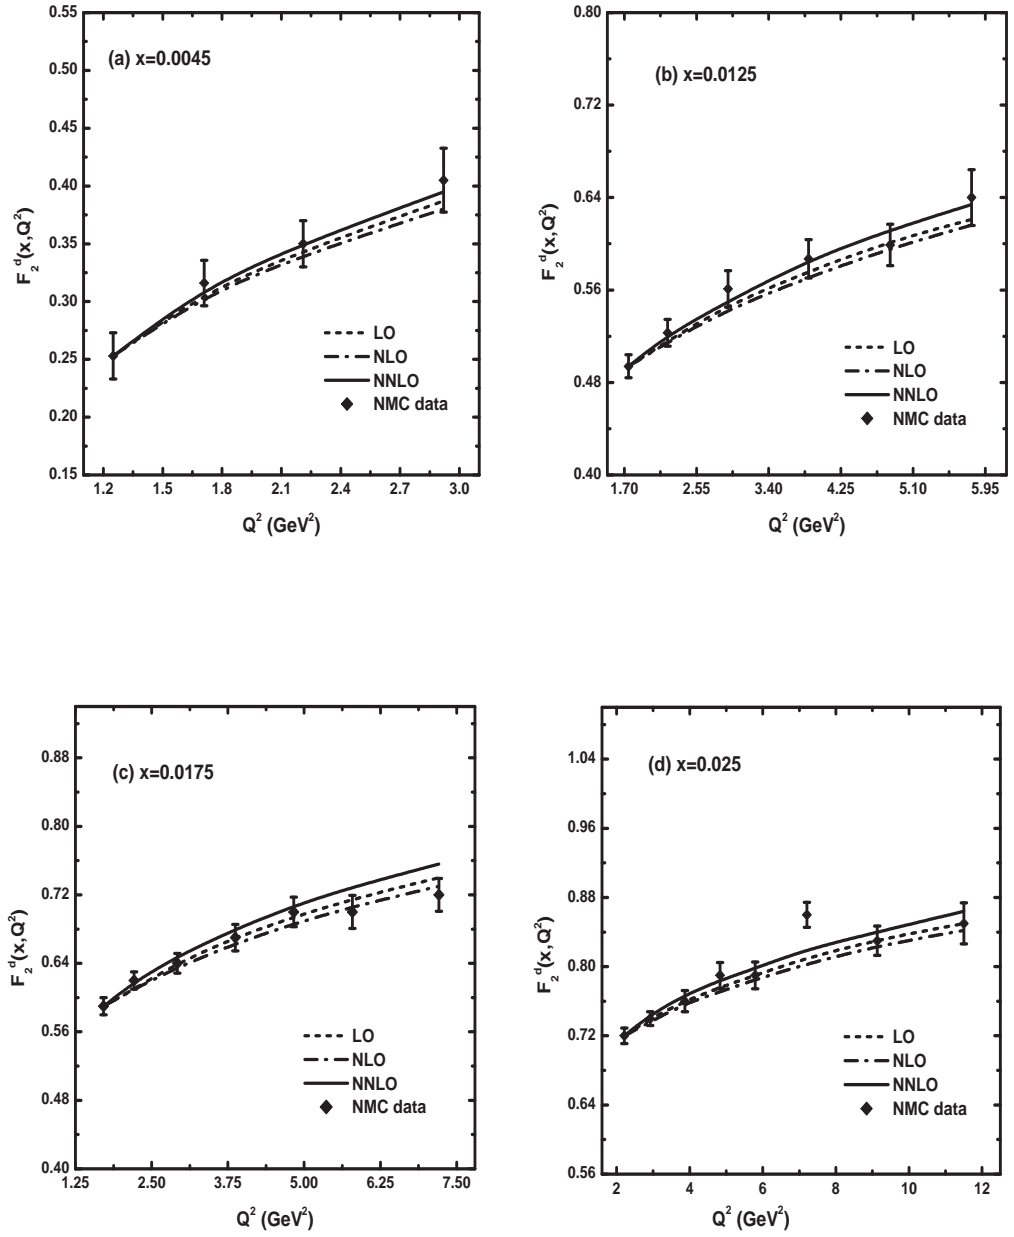 0.55
0.50
0.45
0.40
0.35
0.30
0.25
0.20
0.15
(a) x=0.0045
F₂ᵈ(x,Q²)
LO
NLO
NNLO
NMC data
1.2 1.5 1.8 2.1 2.4 2.7 3.0
Q² (GeV²)
0.80
0.72
0.64
0.56
0.48
0.40
(b) x=0.0125
F₂ᵈ(x,Q²)
LO
NLO
NNLO
NMC data
1.70 2.55 3.40 4.25 5.10 5.95
Q² (GeV²)
0.88
0.80
0.72
0.64
0.56
0.48
0.40
(c) x=0.0175
F₂ᵈ(x,Q²)
LO
NLO
NNLO
NMC data
1.25 2.50 3.75 5.00 6.25 7.50
Q² (GeV²)
1.04
0.96
0.88
0.80
0.72
0.64
0.56
(d) x=0.025
F₂ᵈ(x,Q²)
LO
NLO
NNLO
NMC data
2 4 6 8 10 12
Q² (GeV²)